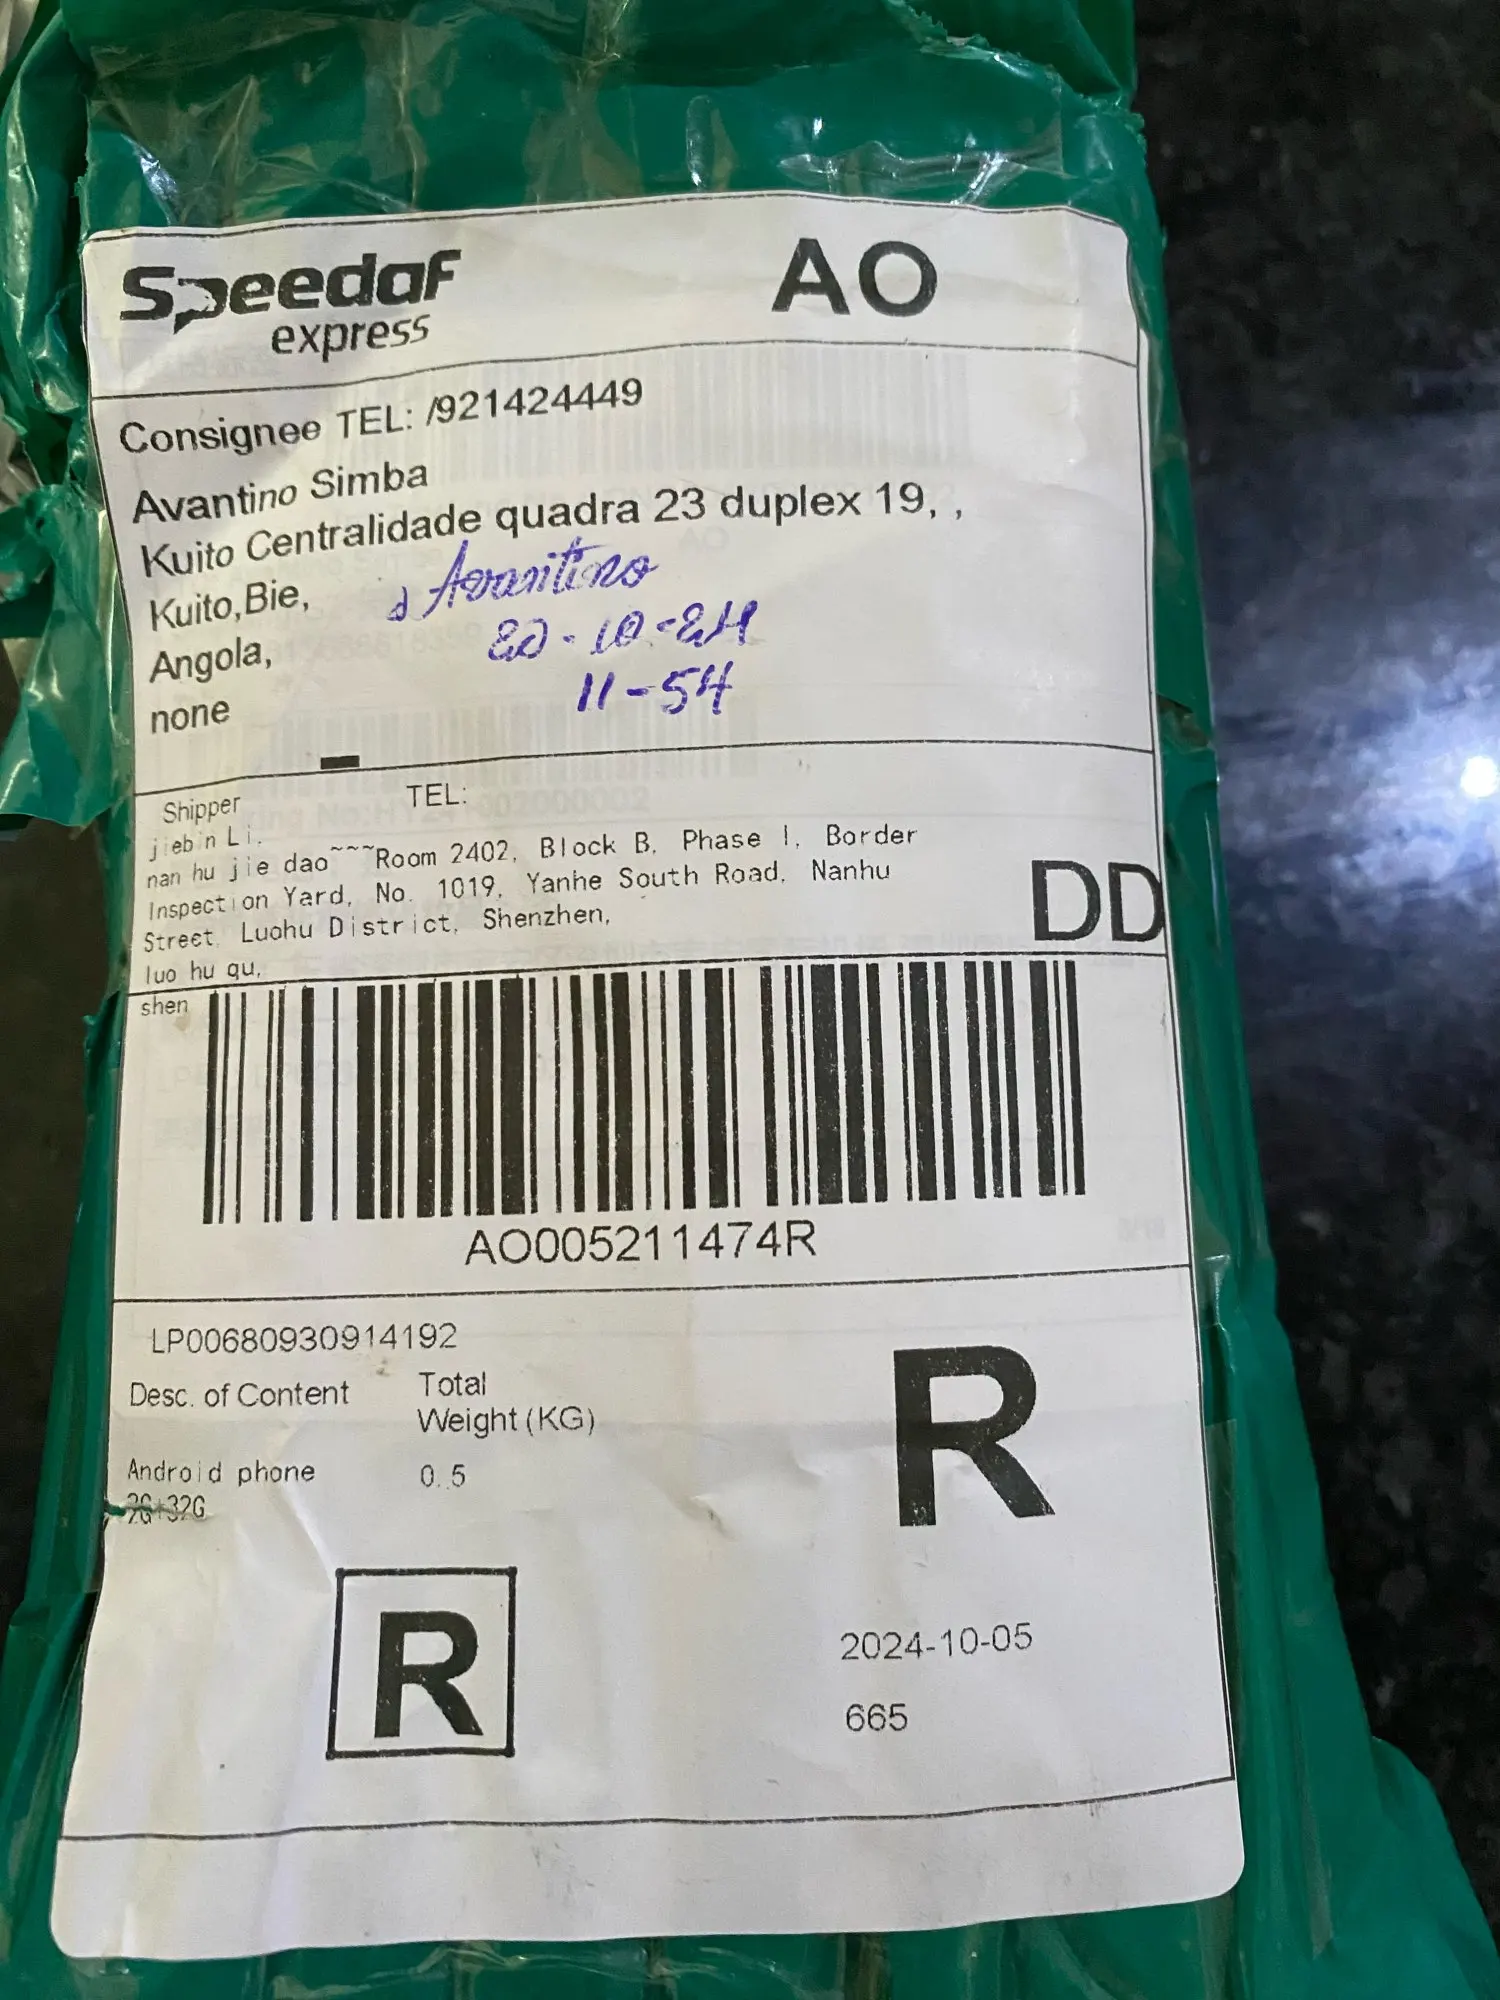 Speedaf
express
AO
Consignee TEL: /921424449
Avantino Simba
Kuito Centralidade quadra 23 duplex 19, ,
Kuito,Bie,
Angola,
none
Avantino
20-10-24
11-54
Shipper TEL:
jiebin Li.
nan hu jie dao~~~Room 2402, Block B, Phase I, Border
Inspection Yard, No. 1019, Yanhe South Road, Nanhu
Street, Luohu District, Shenzhen,
luo hu qu,
shen
DD
AO005211474R
LP00680930914192
Desc. of Content Total
Weight(KG)
Android phone 0.5
2G+32G
R
R
2024-10-05
665